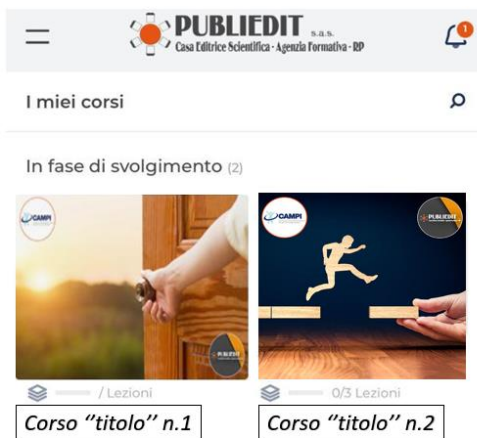 PUBLIEDIT s.a.s.
Casa Editrice Scientifica - Agenzia Formativa - RP
1
I miei corsi
In fase di svolgimento (2)
CAMPI
PUBLIEDIT
CAMPI
PUBLIEDIT
/ Lezioni
0/3 Lezioni
Corso ‘‘titolo’’ n.1
Corso ‘‘titolo’’ n.2